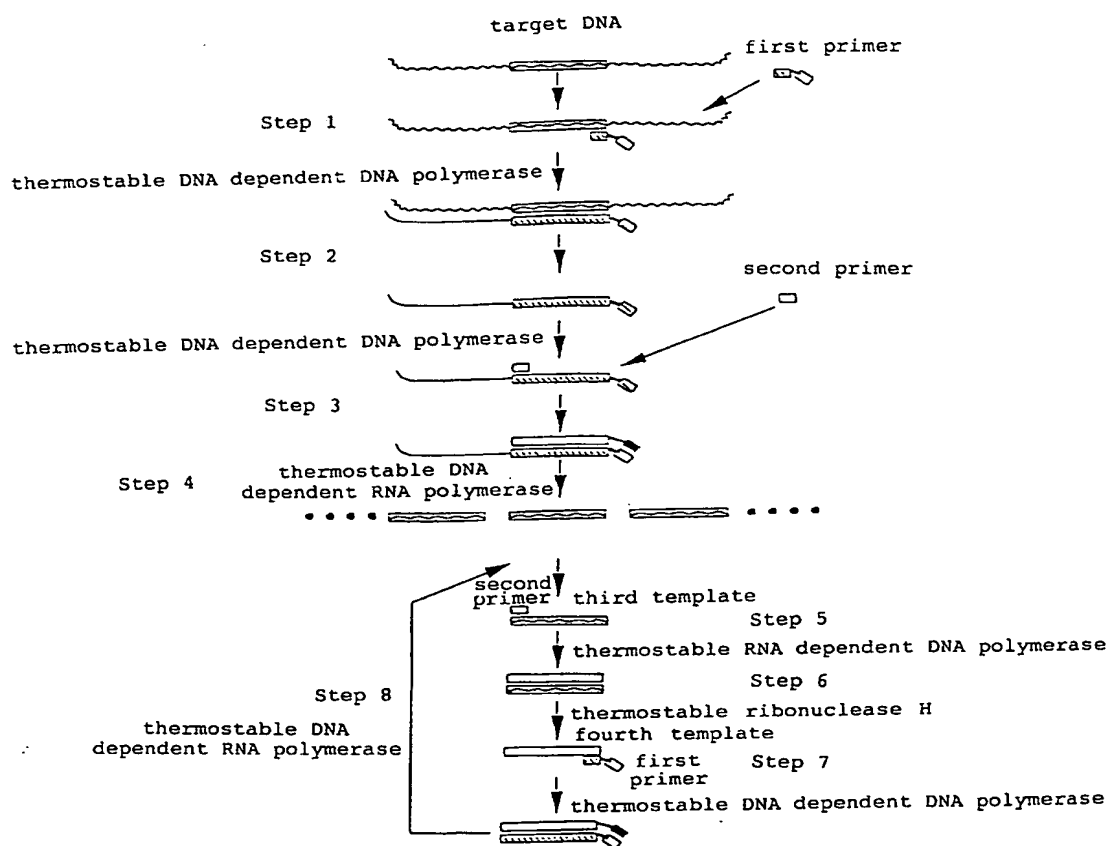 target DNA
first primer
Step 1
thermostable DNA dependent DNA polymerase
Step 2
second primer
thermostable DNA dependent DNA polymerase
Step 3
Step 4
thermostable DNA
dependent RNA polymerase
second
primer
third template
Step 5
thermostable RNA dependent DNA polymerase
Step 6
Step 8
thermostable DNA
dependent RNA polymerase
thermostable ribonuclease H
fourth template
first
primer
Step 7
thermostable DNA dependent DNA polymerase